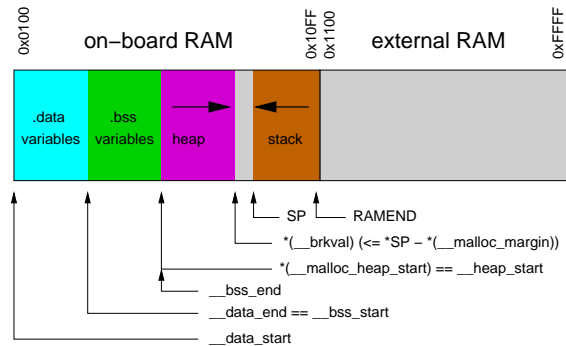 0x0100
on−board RAM
0x10FF
0x1100
external RAM
0xFFFF
.data
variables
.bss
variables
heap
stack
SP
RAMEND
*(__brkval) (<= *SP − *(__malloc_margin))
*(__malloc_heap_start) == __heap_start
__bss_end
__data_end == __bss_start
__data_start